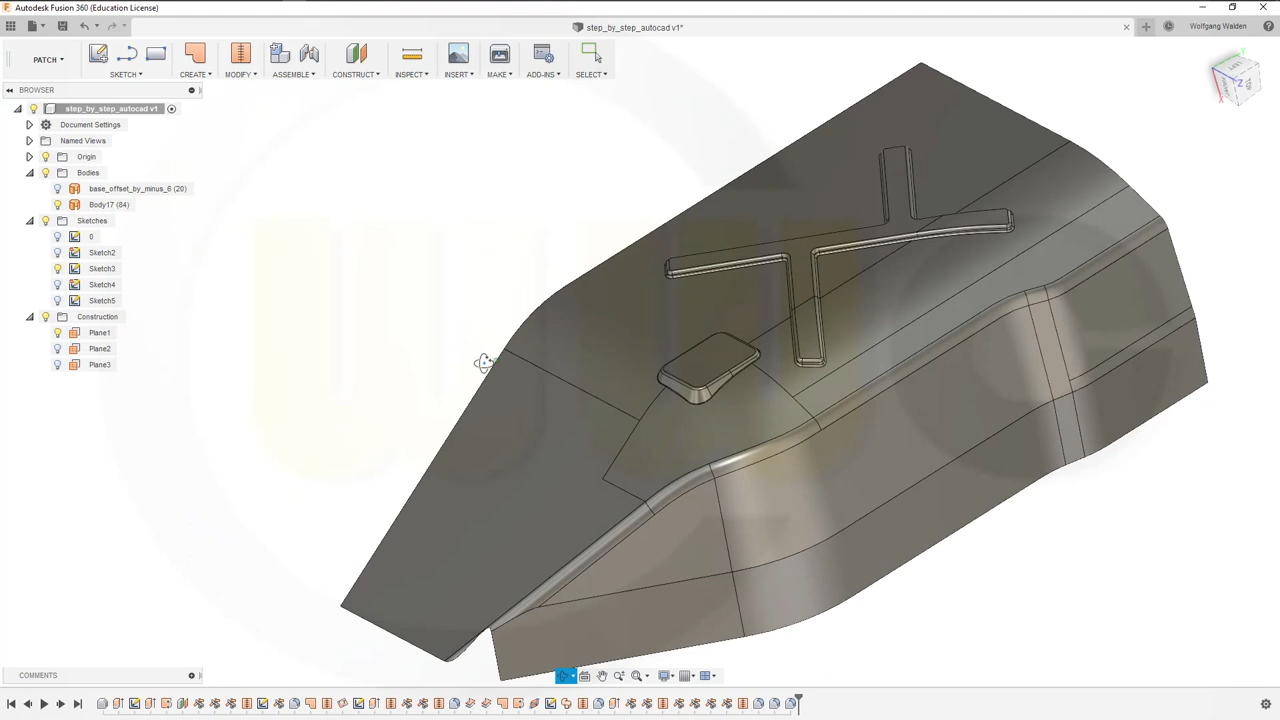 Autodesk Fusion 360 (Education License)
step_by_step_autocad v1*
Wolfgang Walden
PATCH
SKETCH
CREATE
MODIFY
ASSEMBLE
CONSTRUCT
INSPECT
INSERT
MAKE
ADD-INS
SELECT
BROWSER
step_by_step_autocad v1
Document Settings
Named Views
Origin
Bodies
base_offset_by_minus_6 (20)
Body17 (84)
Sketches
0
Sketch2
Sketch3
Sketch4
Sketch5
Construction
Plane1
Plane2
Plane3
COMMENTS